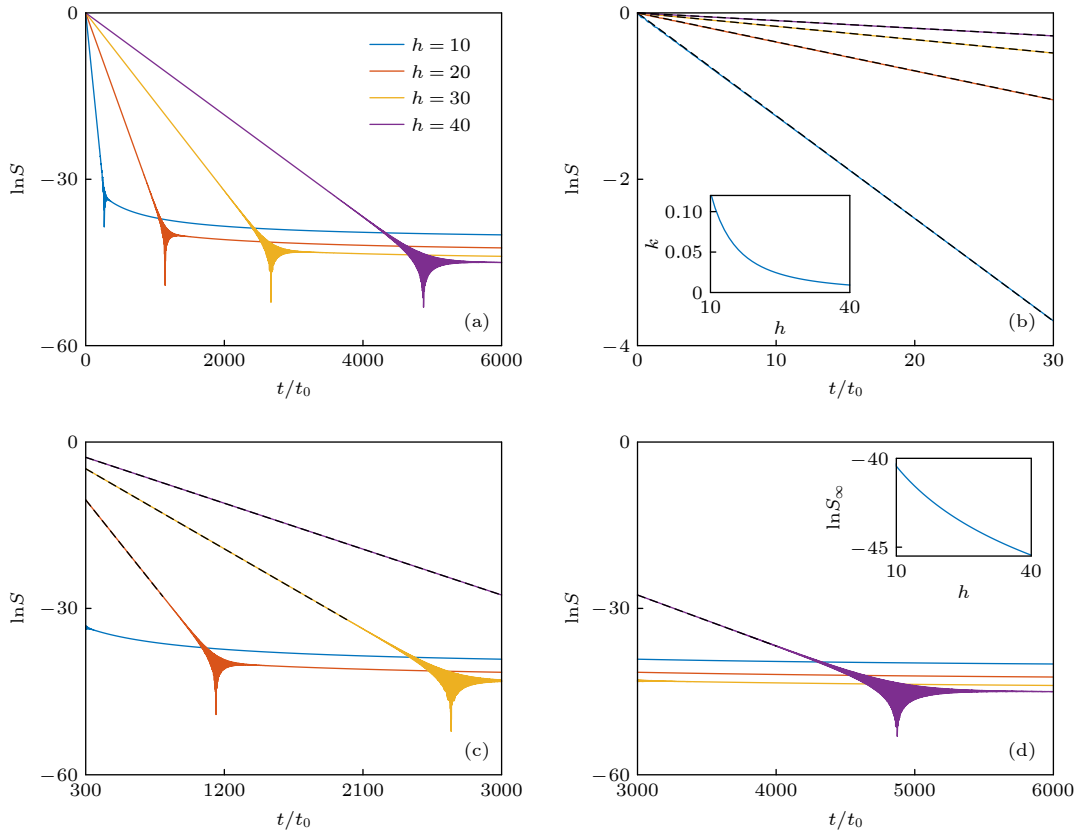 0
−30
−60
lnS
h = 10
h = 20
h = 30
h = 40
(a)
0
2000
4000
6000
t/t₀
0
−2
−4
lnS
0.10
0.05
0
k
10
40
h
(b)
0
10
20
30
t/t₀
0
−30
−60
lnS
(c)
300
1200
2100
3000
t/t₀
0
−30
−60
lnS
−40
−45
lnS∞
10
40
h
(d)
3000
4000
5000
6000
t/t₀